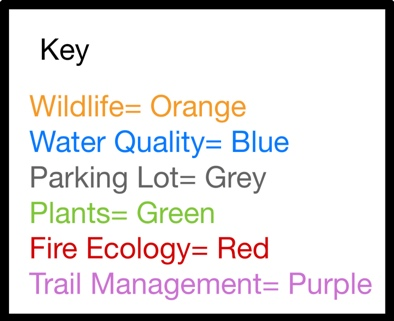 Key
Wildlife= Orange
Water Quality= Blue
Parking Lot= Grey
Plants= Green
Fire Ecology= Red
Trail Management= Purple